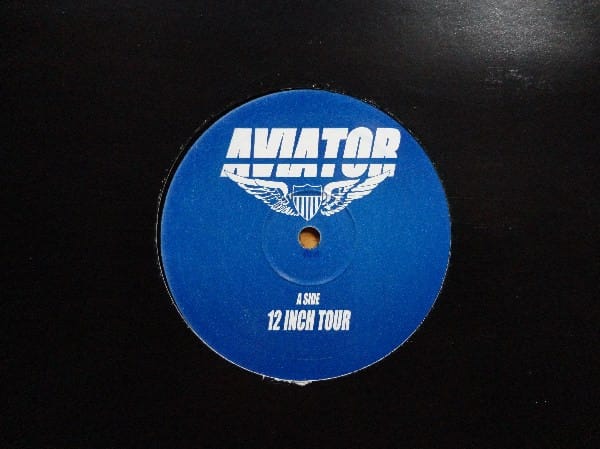 AVIATOR
A SIDE
12 INCH TOUR